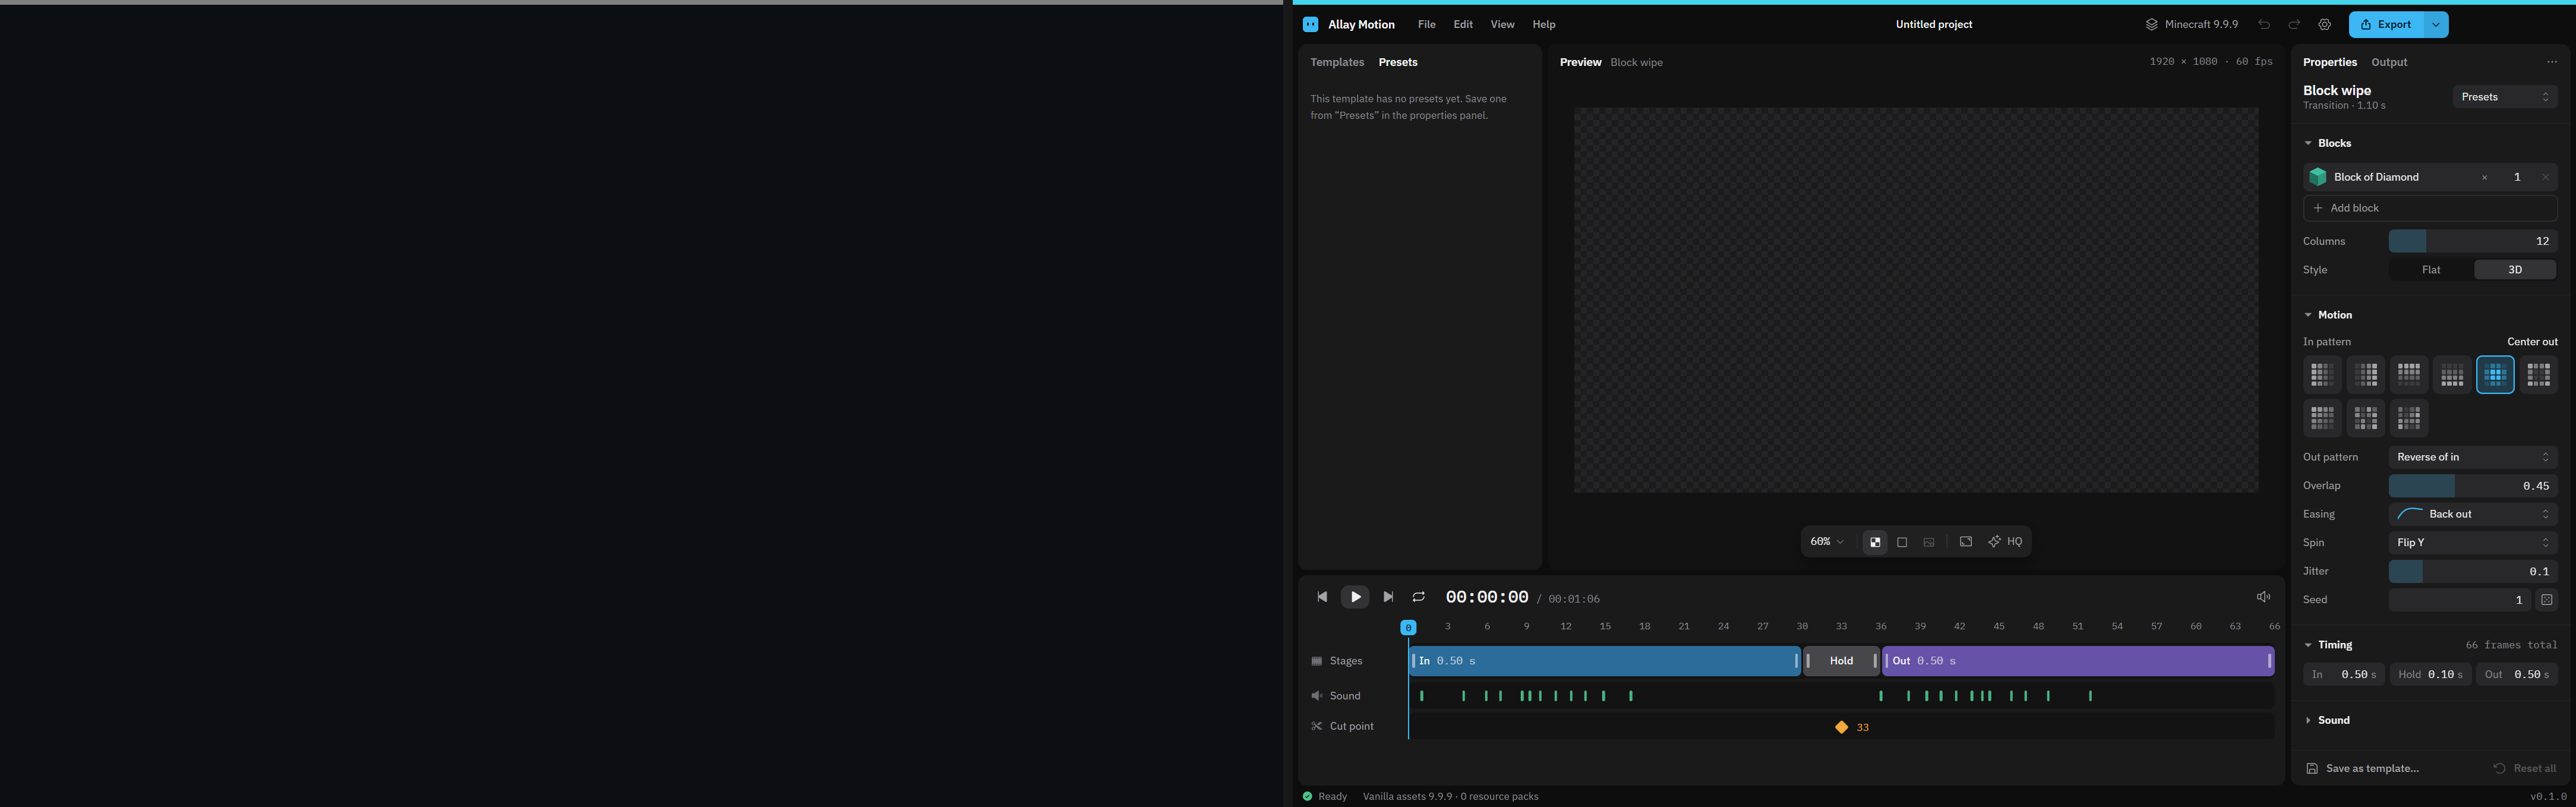 Allay Motion File Edit View Help Untitled project Minecraft 9.9.9 Export
Templates Presets
This template has no presets yet. Save one
from “Presets” in the properties panel.
Preview Block wipe 1920 × 1080 · 60 fps
60% HQ
Properties Output
Block wipe
Transition · 1.10 s
Presets
Blocks
Block of Diamond × 1
Add block
Columns 12
Style Flat 3D
Motion
In pattern Center out
Out pattern Reverse of in
Overlap 0.45
Easing Back out
Spin Flip Y
Jitter 0.1
Seed 1
Timing 66 frames total
In 0.50 s Hold 0.10 s Out 0.50 s
Sound
Save as template... Reset all
00:00:00 / 00:01:06
0 3 6 9 12 15 18 21 24 27 30 33 36 39 42 45 48 51 54 57 60 63 66
Stages In 0.50 s Hold Out 0.50 s
Sound
Cut point 33
Ready Vanilla assets 9.9.9 · 0 resource packs v0.1.0